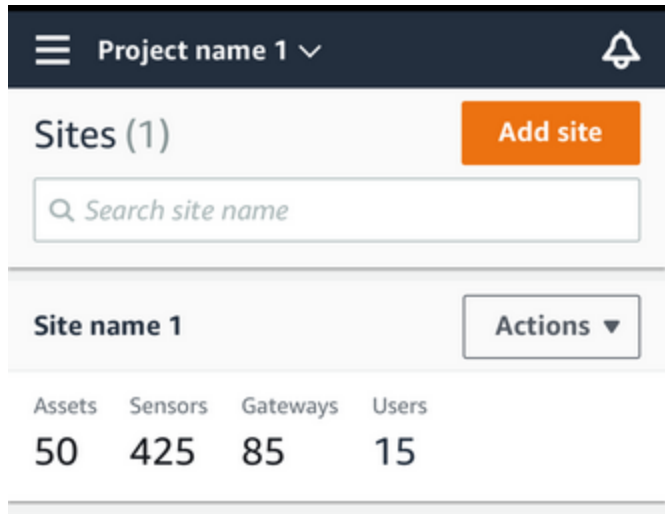 Project name 1
Sites (1)
Add site
Search site name
Site name 1
Actions
Assets Sensors Gateways Users
50 425 85 15